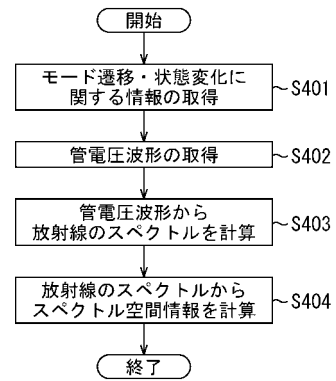 開始
モード遷移・状態変化に
関する情報の取得
~S401
管電圧波形の取得
~S402
管電圧波形から
放射線のスペクトルを計算
~S403
放射線のスペクトルから
スペクトル空間情報を計算
~S404
終了